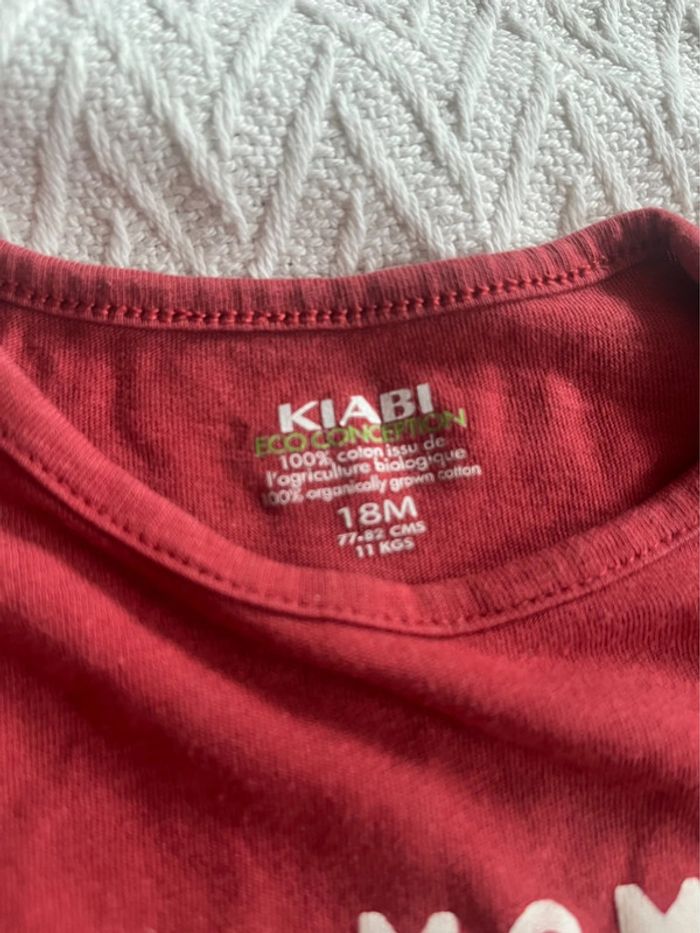 KIABI
ECO CONCEPTION
100% coton issu de
l'agriculture biologique
100% organically grown cotton
18M
77-82 CMS
11 KGS